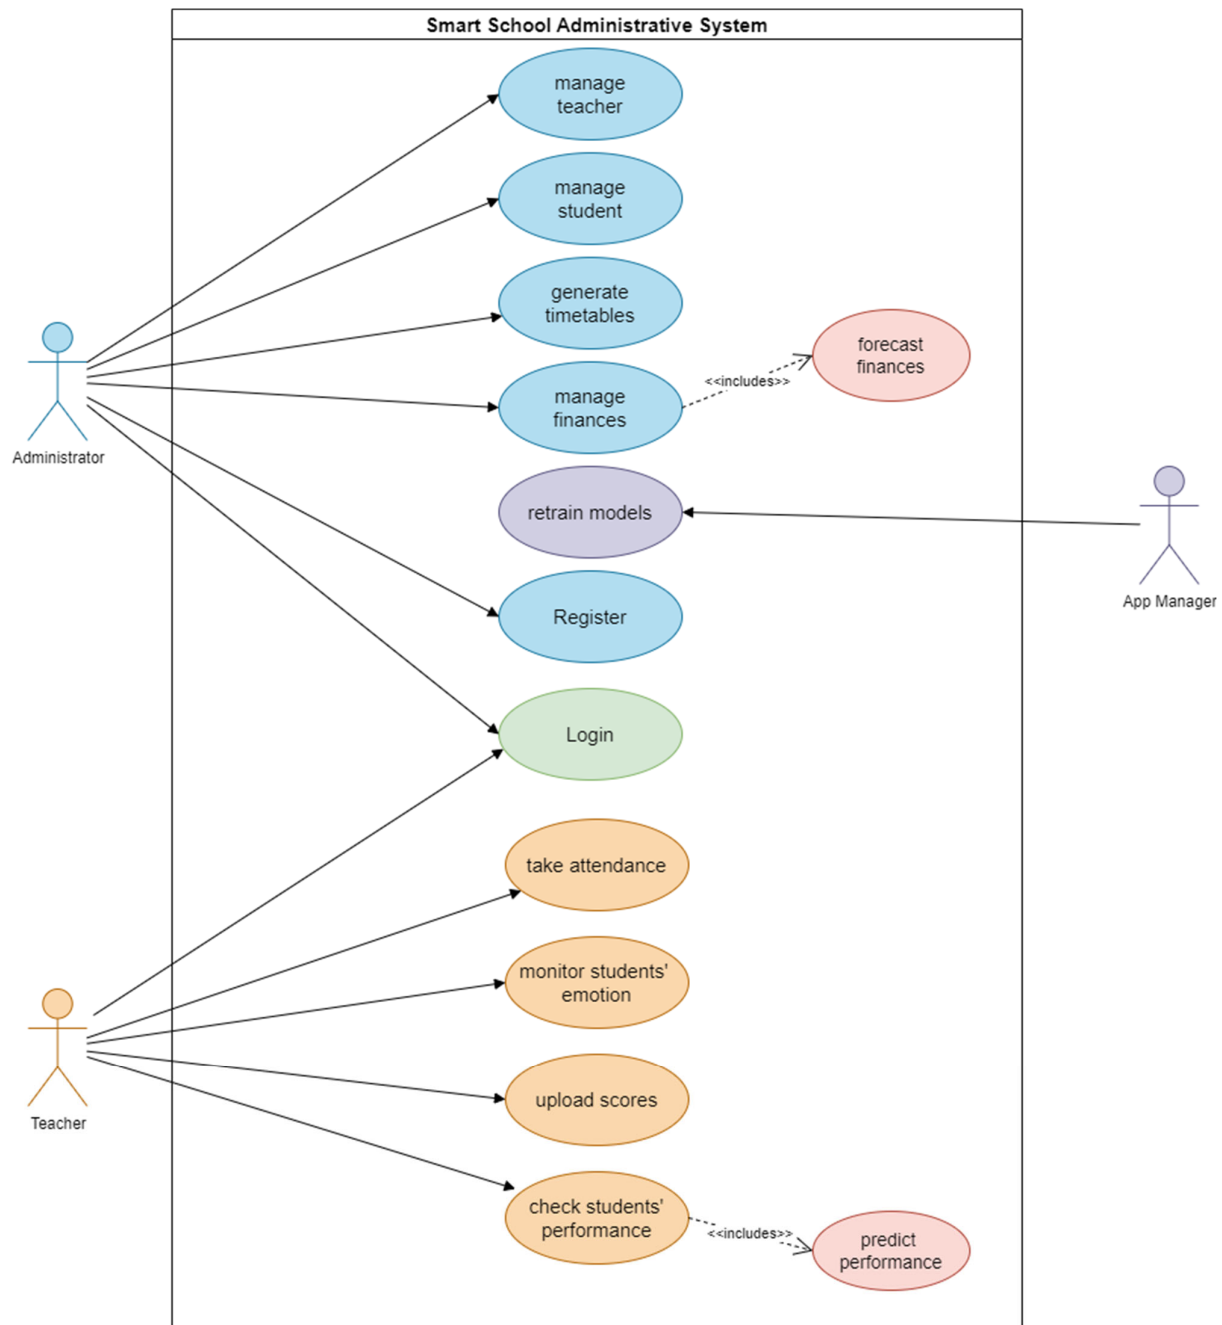 Smart School Administrative System
manage
teacher
manage
student
generate
timetables
forecast
finances
<<includes>>
manage
finances
Administrator
retrain models
App Manager
Register
Login
take attendance
monitor students'
emotion
Teacher
upload scores
check students'
performance
<<includes>>
predict
performance